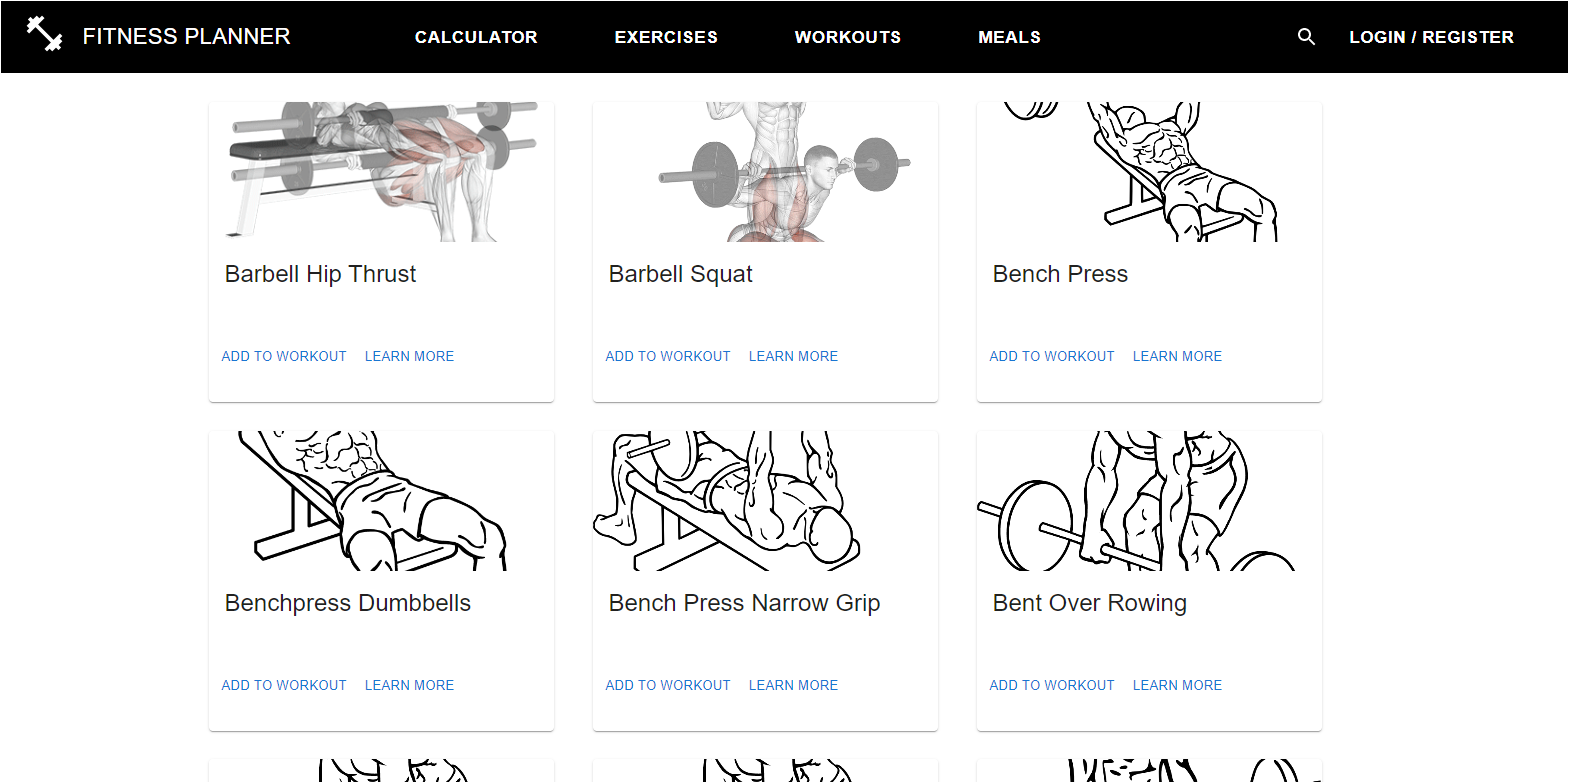 FITNESS PLANNER CALCULATOR EXERCISES WORKOUTS MEALS LOGIN / REGISTER
Barbell Hip Thrust
ADD TO WORKOUT LEARN MORE
Barbell Squat
ADD TO WORKOUT LEARN MORE
Bench Press
ADD TO WORKOUT LEARN MORE
Benchpress Dumbbells
ADD TO WORKOUT LEARN MORE
Bench Press Narrow Grip
ADD TO WORKOUT LEARN MORE
Bent Over Rowing
ADD TO WORKOUT LEARN MORE